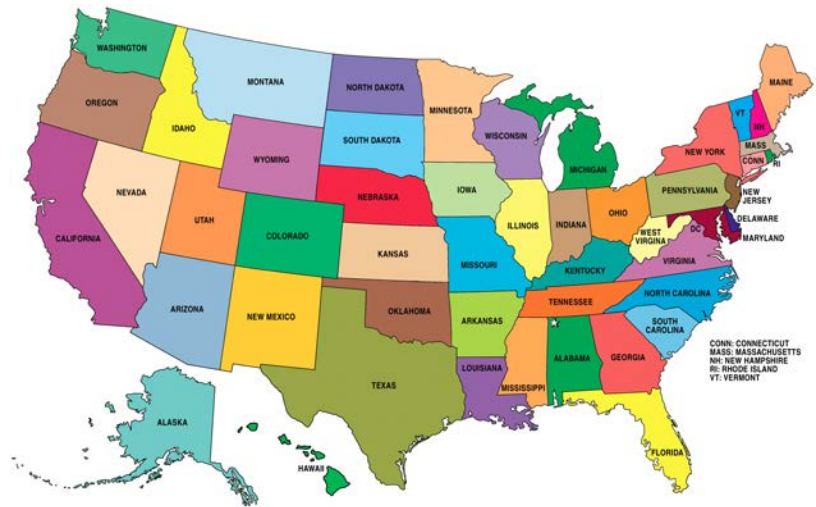 WASHINGTON
OREGON
CALIFORNIA
NEVADA
IDAHO
MONTANA
WYOMING
UTAH
COLORADO
ARIZONA
NEW MEXICO
NORTH DAKOTA
SOUTH DAKOTA
NEBRASKA
KANSAS
OKLAHOMA
TEXAS
MINNESOTA
IOWA
MISSOURI
ARKANSAS
LOUISIANA
WISCONSIN
ILLINOIS
MICHIGAN
INDIANA
OHIO
KENTUCKY
TENNESSEE
MISSISSIPPI
ALABAMA
GEORGIA
FLORIDA
SOUTH
CAROLINA
NORTH CAROLINA
VIRGINIA
WEST
VIRGINA
DC
MARYLAND
DELAWARE
NEW
JERSEY
PENNSYLVANIA
NEW YORK
CONN
RI
MASS
VT
NH
MAINE
ALASKA
HAWAII
CONN: CONNECTICUT
MASS: MASSACHUSETTS
NH: NEW HAMPSHIRE
RI: RHODE ISLAND
VT: VERMONT